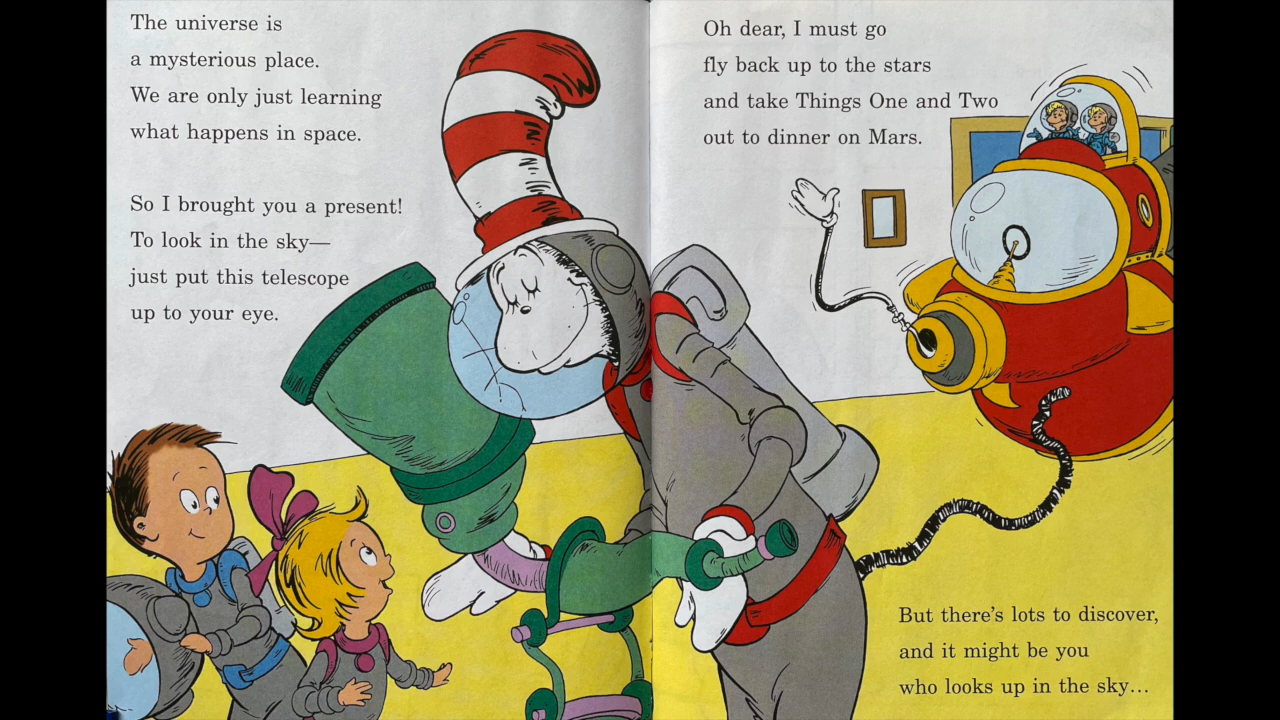 The universe is
a mysterious place.
We are only just learning
what happens in space.
So I brought you a present!
To look in the sky—
just put this telescope
up to your eye.
Oh dear, I must go
fly back up to the stars
and take Things One and Two
out to dinner on Mars.
But there's lots to discover,
and it might be you
who looks up in the sky…